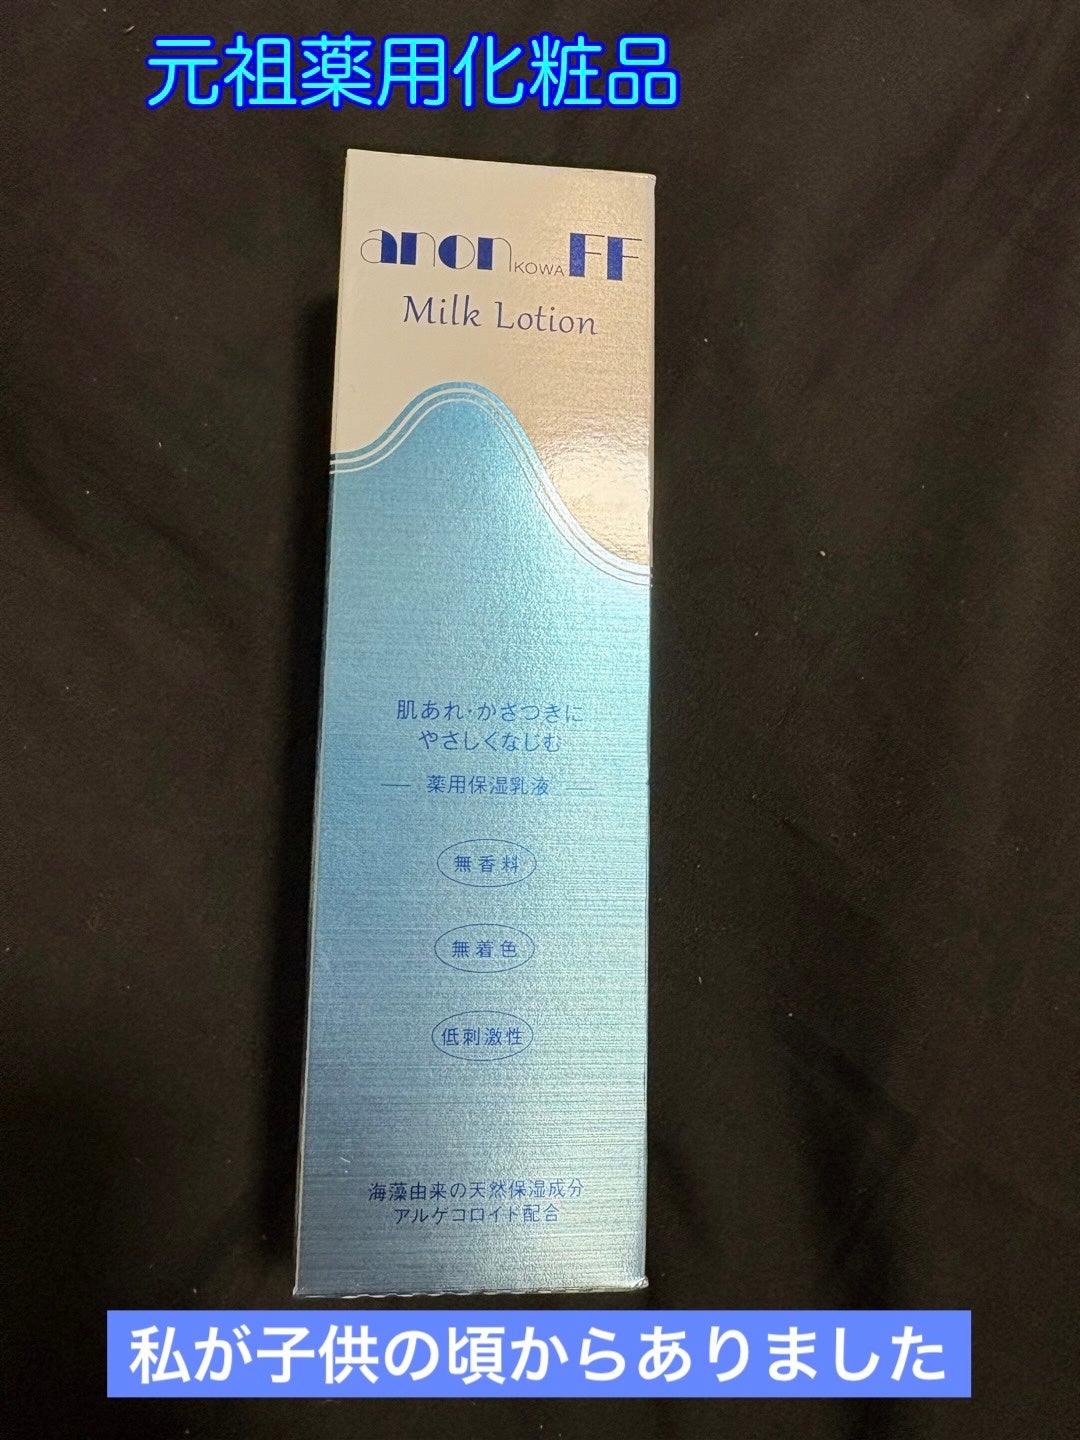 元祖薬用化粧品
anon KOWA FF
Milk Lotion
肌あれ・かさつきに
やさしくなじむ
薬用保湿乳液
無香料
無着色
低刺激性
海藻由来の天然保湿成分
アルゲコロイド配合
私が子供の頃からありました